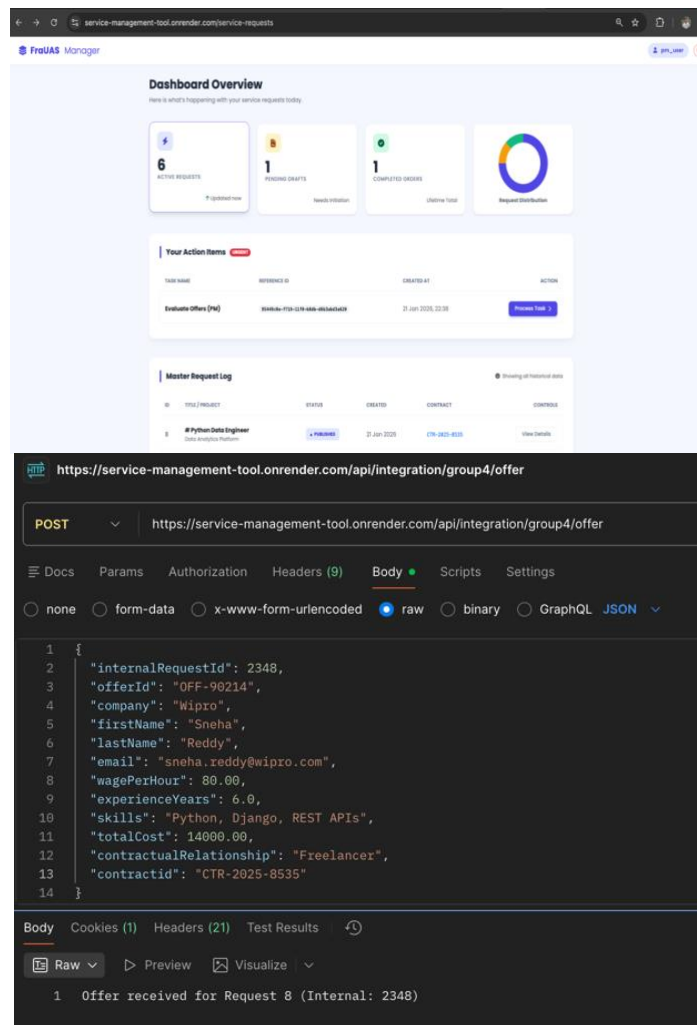 service-management-tool.onrender.com/service-requests
FraUAS Manager
pm_user
Dashboard Overview
Here is what's happening with your service requests today.
6
ACTIVE REQUESTS
Updated now
1
PENDING DRAFTS
Needs Initiation
1
COMPLETED ORDERS
Lifetime Total
Request Distribution
Your Action Items URGENT
TASK NAME REFERENCE ID CREATED AT ACTION
Evaluate Offers (PM) 21 Jan 2026, 22:38 Process Task
Master Request Log Showing all historical data
ID TITLE / PROJECT STATUS CREATED CONTRACT CONTROLS
8 # Python Data Engineer PUBLISHED 21 Jan 2026 CTR-2025-8535 View Details
Data Analytics Platform
HTTP https://service-management-tool.onrender.com/api/integration/group4/offer
POST https://service-management-tool.onrender.com/api/integration/group4/offer
Docs Params Authorization Headers (9) Body Scripts Settings
none form-data x-www-form-urlencoded raw binary GraphQL JSON
1 {
2 "internalRequestId": 2348,
3 "offerId": "OFF-90214",
4 "company": "Wipro",
5 "firstName": "Sneha",
6 "lastName": "Reddy",
7 "email": "sneha.reddy@wipro.com",
8 "wagePerHour": 80.00,
9 "experienceYears": 6.0,
10 "skills": "Python, Django, REST APIs",
11 "totalCost": 14000.00,
12 "contractualRelationship": "Freelancer",
13 "contractid": "CTR-2025-8535"
14 }
Body Cookies (1) Headers (21) Test Results
Raw Preview Visualize
1 Offer received for Request 8 (Internal: 2348)